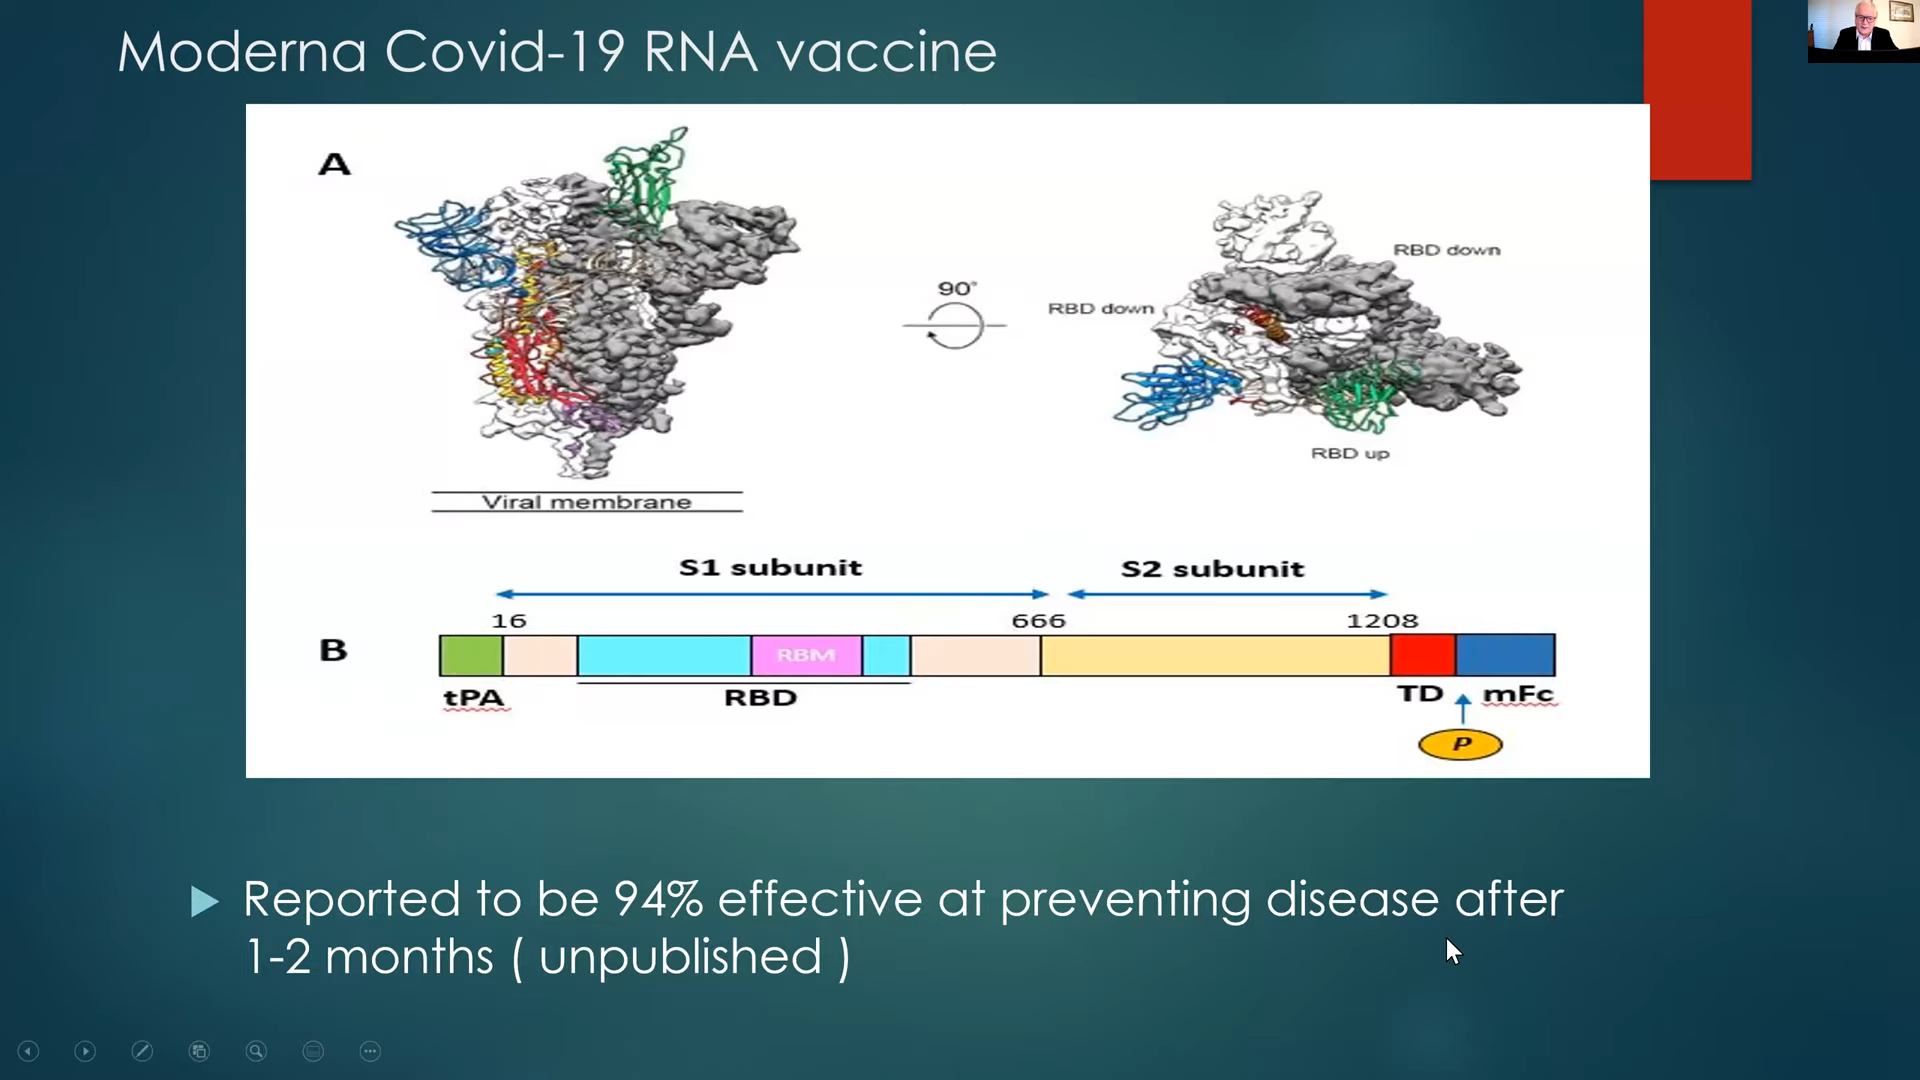 Moderna Covid-19 RNA vaccine
A
RBD down
90°
RBD down
RBD up
Viral membrane
S1 subunit
S2 subunit
16
666
1208
B
RBM
tPA
RBD
TD
mFc
P
Reported to be 94% effective at preventing disease after
1-2 months ( unpublished )